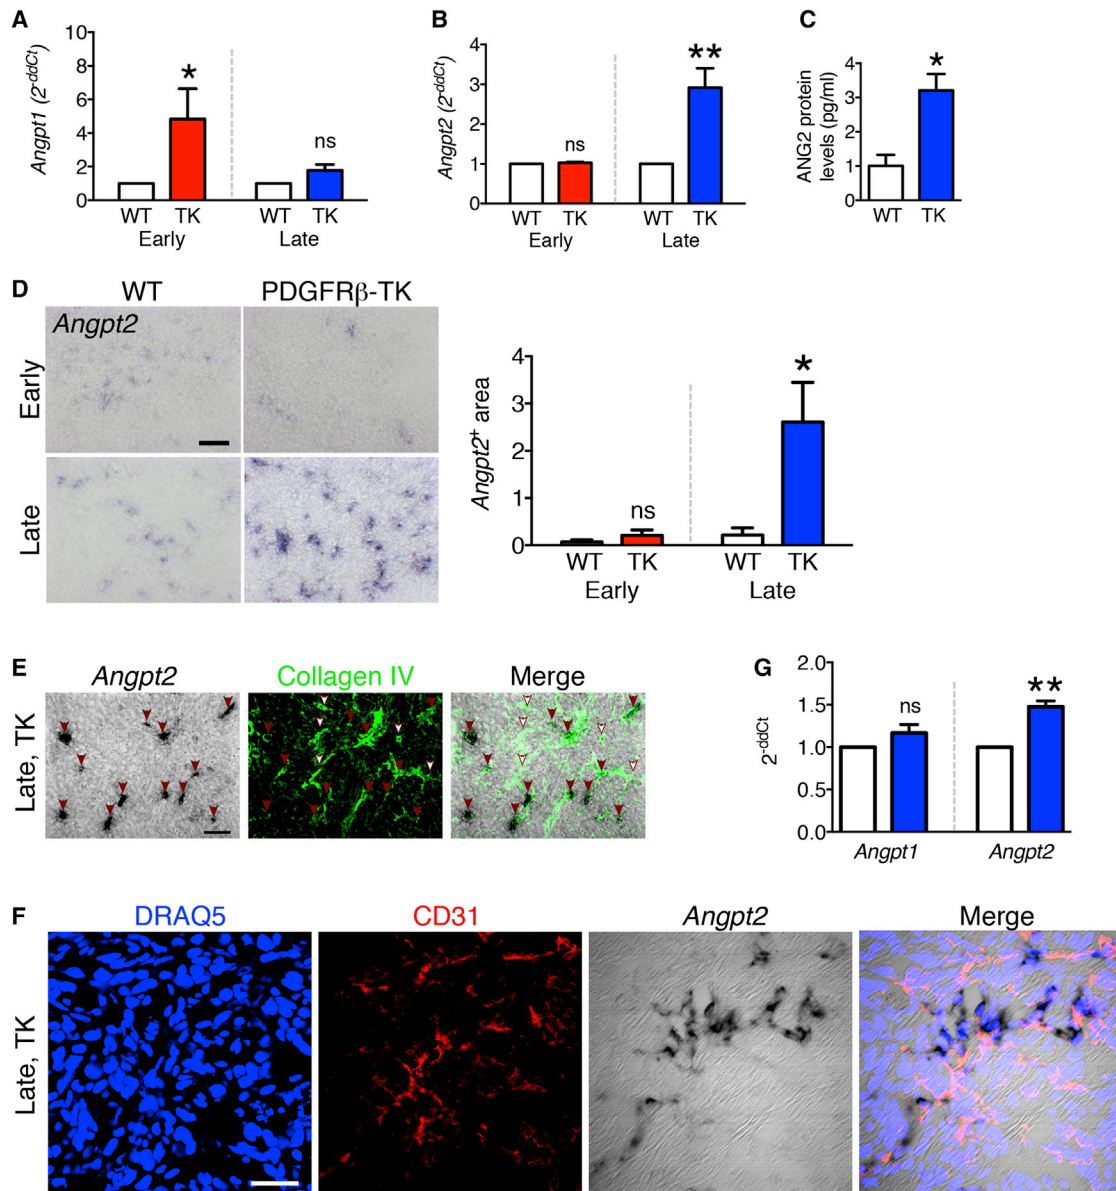 A
Angpt1 (2-ddCt)
10
8
6
4
2
0
*
ns
WT TK WT TK
Early Late
B
Angpt2 (2-ddCt)
4
3
2
1
0
ns
**
WT TK WT TK
Early Late
C
ANG2 protein
levels (pg/ml)
4
3
2
1
0
*
WT TK
D
WT PDGFRβ-TK
Angpt2
Early
Late
Angpt2+ area
4
3
2
1
0
ns
*
WT TK WT TK
Early Late
E
Angpt2 Collagen IV Merge
Late, TK
G
2-ddCt
2.0
1.5
1.0
0.5
0.0
ns
**
Angpt1 Angpt2
F
DRAQ5 CD31 Angpt2 Merge
Late, TK